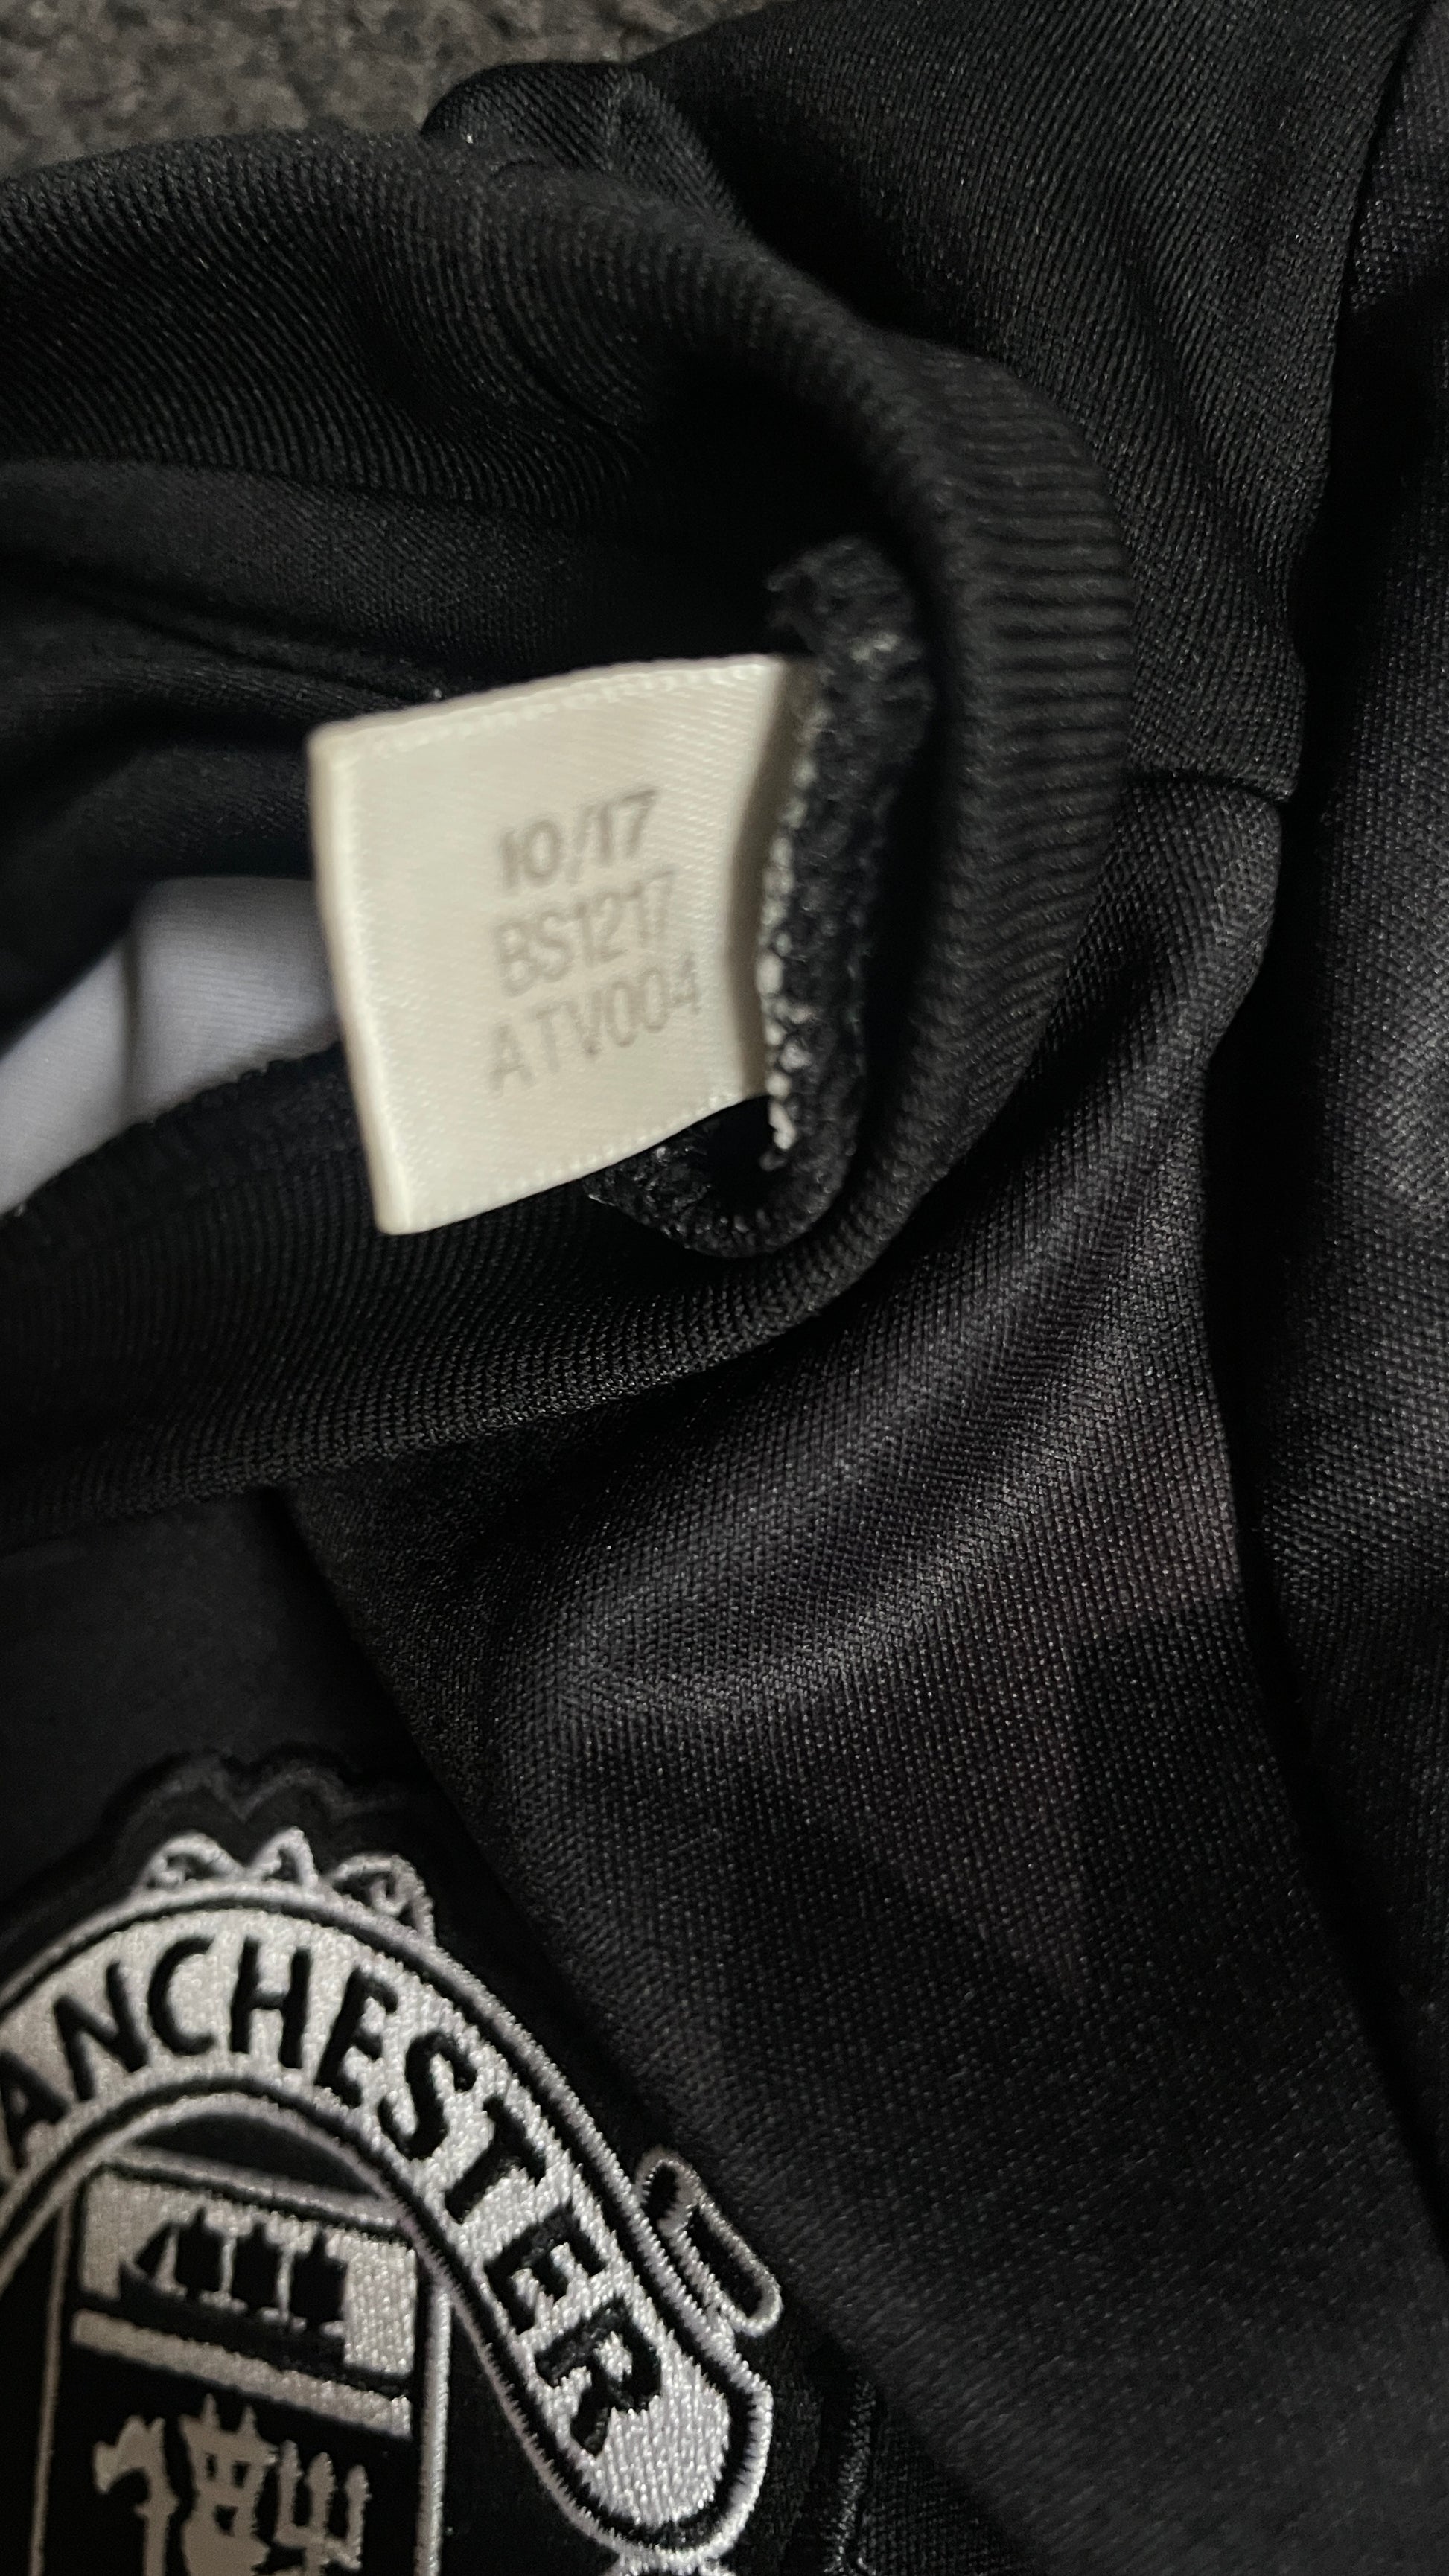 10/17
BS1217
ATV004
ANCHESTER